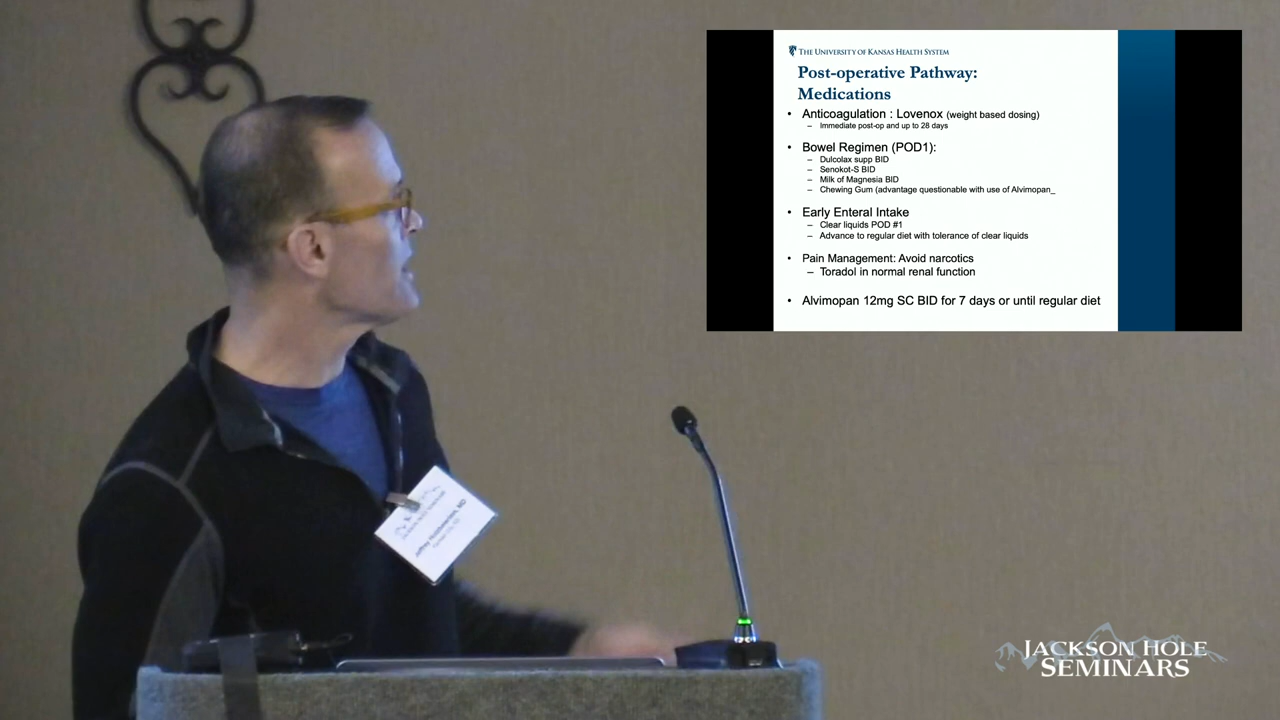 THE UNIVERSITY OF KANSAS HEALTH SYSTEM
Post-operative Pathway:
Medications
• Anticoagulation : Lovenox (weight based dosing)
– Immediate post-op and up to 28 days
• Bowel Regimen (POD1):
– Dulcolax supp BID
– Senokot-S BID
– Milk of Magnesia BID
– Chewing Gum (advantage questionable with use of Alvimopan_
• Early Enteral Intake
– Clear liquids POD #1
– Advance to regular diet with tolerance of clear liquids
• Pain Management: Avoid narcotics
– Toradol in normal renal function
• Alvimopan 12mg SC BID for 7 days or until regular diet
Jeffrey MD
JACKSON HOLE
SEMINARS